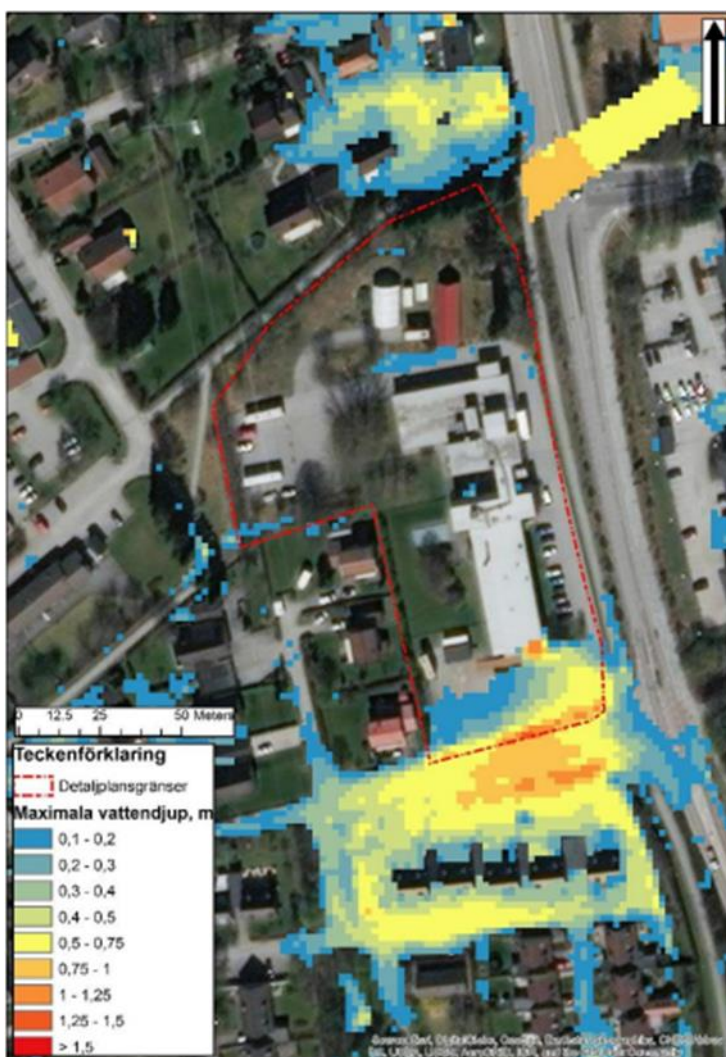 0 12.5 25 50 Meters
Teckenförklaring
Detaljplansgränser
Maximala vattendjup, m
0,1 - 0,2
0,2 - 0,3
0,3 - 0,4
0,4 - 0,5
0,5 - 0,75
0,75 - 1
1 - 1,25
1,25 - 1,5
> 1,5